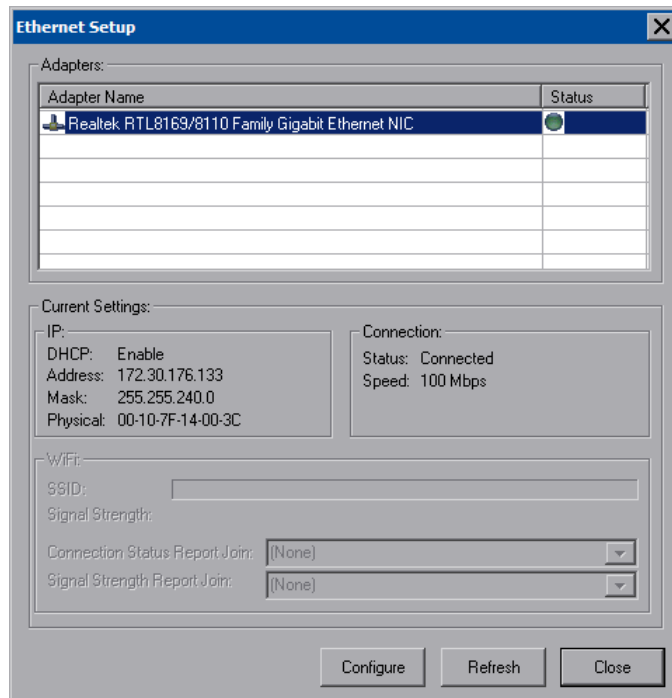 Ethernet Setup
Adapters:
Adapter Name Status
Realtek RTL8169/8110 Family Gigabit Ethernet NIC
Current Settings:
IP:
DHCP: Enable
Address: 172.30.176.133
Mask: 255.255.240.0
Physical: 00-10-7F-14-00-3C
Connection:
Status: Connected
Speed: 100 Mbps
WiFi:
SSID:
Signal Strength:
Connection Status Report Join: (None)
Signal Strength Report Join: (None)
Configure Refresh Close